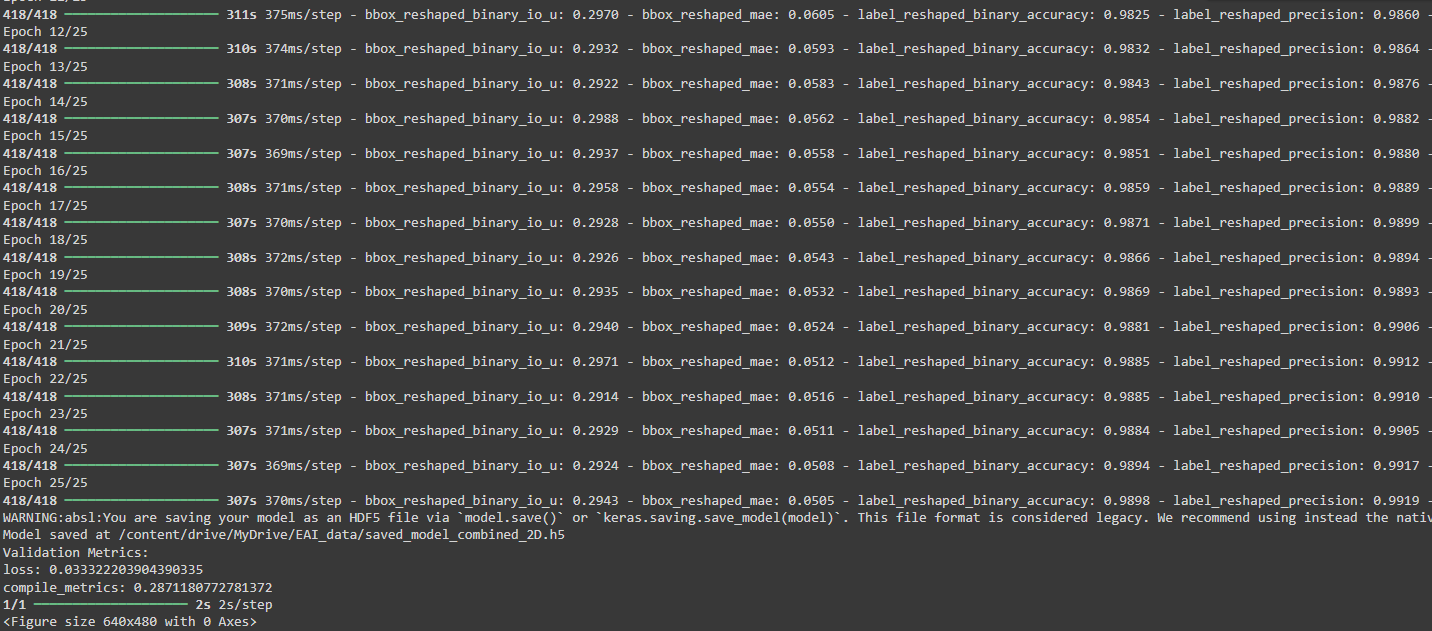 418/418 ━━━━━━━━━━━━━━━━━━━━ 311s 375ms/step - bbox_reshaped_binary_io_u: 0.2970 - bbox_reshaped_mae: 0.0605 - label_reshaped_binary_accuracy: 0.9825 - label_reshaped_precision: 0.9860 -
Epoch 12/25
418/418 ━━━━━━━━━━━━━━━━━━━━ 310s 374ms/step - bbox_reshaped_binary_io_u: 0.2932 - bbox_reshaped_mae: 0.0593 - label_reshaped_binary_accuracy: 0.9832 - label_reshaped_precision: 0.9864 -
Epoch 13/25
418/418 ━━━━━━━━━━━━━━━━━━━━ 308s 371ms/step - bbox_reshaped_binary_io_u: 0.2922 - bbox_reshaped_mae: 0.0583 - label_reshaped_binary_accuracy: 0.9843 - label_reshaped_precision: 0.9876 -
Epoch 14/25
418/418 ━━━━━━━━━━━━━━━━━━━━ 307s 370ms/step - bbox_reshaped_binary_io_u: 0.2988 - bbox_reshaped_mae: 0.0562 - label_reshaped_binary_accuracy: 0.9854 - label_reshaped_precision: 0.9882 -
Epoch 15/25
418/418 ━━━━━━━━━━━━━━━━━━━━ 307s 369ms/step - bbox_reshaped_binary_io_u: 0.2937 - bbox_reshaped_mae: 0.0558 - label_reshaped_binary_accuracy: 0.9851 - label_reshaped_precision: 0.9880 -
Epoch 16/25
418/418 ━━━━━━━━━━━━━━━━━━━━ 308s 371ms/step - bbox_reshaped_binary_io_u: 0.2958 - bbox_reshaped_mae: 0.0554 - label_reshaped_binary_accuracy: 0.9859 - label_reshaped_precision: 0.9889 -
Epoch 17/25
418/418 ━━━━━━━━━━━━━━━━━━━━ 307s 370ms/step - bbox_reshaped_binary_io_u: 0.2928 - bbox_reshaped_mae: 0.0550 - label_reshaped_binary_accuracy: 0.9871 - label_reshaped_precision: 0.9899 -
Epoch 18/25
418/418 ━━━━━━━━━━━━━━━━━━━━ 308s 372ms/step - bbox_reshaped_binary_io_u: 0.2926 - bbox_reshaped_mae: 0.0543 - label_reshaped_binary_accuracy: 0.9866 - label_reshaped_precision: 0.9894 -
Epoch 19/25
418/418 ━━━━━━━━━━━━━━━━━━━━ 308s 370ms/step - bbox_reshaped_binary_io_u: 0.2935 - bbox_reshaped_mae: 0.0532 - label_reshaped_binary_accuracy: 0.9869 - label_reshaped_precision: 0.9893 -
Epoch 20/25
418/418 ━━━━━━━━━━━━━━━━━━━━ 309s 372ms/step - bbox_reshaped_binary_io_u: 0.2940 - bbox_reshaped_mae: 0.0524 - label_reshaped_binary_accuracy: 0.9881 - label_reshaped_precision: 0.9906 -
Epoch 21/25
418/418 ━━━━━━━━━━━━━━━━━━━━ 310s 371ms/step - bbox_reshaped_binary_io_u: 0.2971 - bbox_reshaped_mae: 0.0512 - label_reshaped_binary_accuracy: 0.9885 - label_reshaped_precision: 0.9912 -
Epoch 22/25
418/418 ━━━━━━━━━━━━━━━━━━━━ 308s 371ms/step - bbox_reshaped_binary_io_u: 0.2914 - bbox_reshaped_mae: 0.0516 - label_reshaped_binary_accuracy: 0.9885 - label_reshaped_precision: 0.9910 -
Epoch 23/25
418/418 ━━━━━━━━━━━━━━━━━━━━ 307s 371ms/step - bbox_reshaped_binary_io_u: 0.2929 - bbox_reshaped_mae: 0.0511 - label_reshaped_binary_accuracy: 0.9884 - label_reshaped_precision: 0.9905 -
Epoch 24/25
418/418 ━━━━━━━━━━━━━━━━━━━━ 307s 369ms/step - bbox_reshaped_binary_io_u: 0.2924 - bbox_reshaped_mae: 0.0508 - label_reshaped_binary_accuracy: 0.9894 - label_reshaped_precision: 0.9917 -
Epoch 25/25
418/418 ━━━━━━━━━━━━━━━━━━━━ 307s 370ms/step - bbox_reshaped_binary_io_u: 0.2943 - bbox_reshaped_mae: 0.0505 - label_reshaped_binary_accuracy: 0.9898 - label_reshaped_precision: 0.9919 -
WARNING:absl:You are saving your model as an HDF5 file via `model.save()` or `keras.saving.save_model(model)`. This file format is considered legacy. We recommend using instead the nativ
Model saved at /content/drive/MyDrive/EAI_data/saved_model_combined_2D.h5
Validation Metrics:
loss: 0.033322203904390335
compile_metrics: 0.2871180772781372
1/1 ━━━━━━━━━━━━━━━━━━━━ 2s 2s/step
<Figure size 640x480 with 0 Axes>